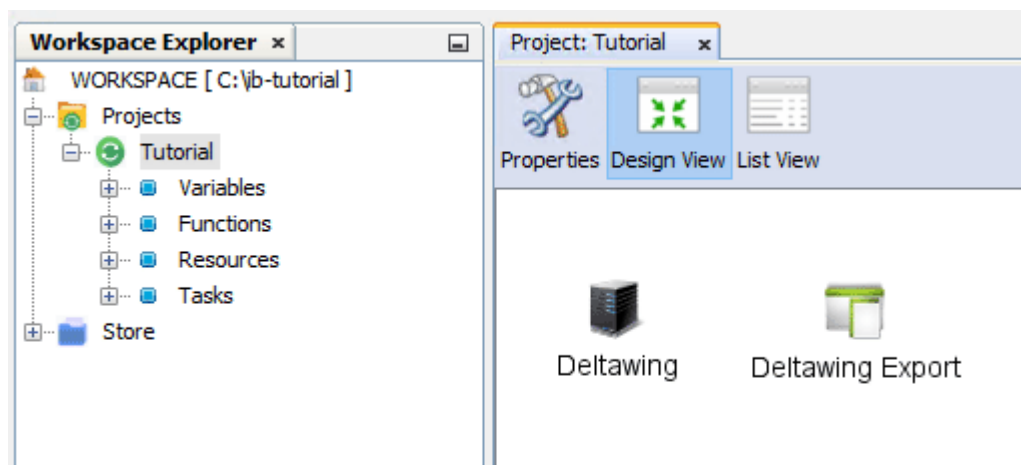 Workspace Explorer ×
WORKSPACE [ C:\jb-tutorial ]
Projects
Tutorial
Variables
Functions
Resources
Tasks
Store
Project: Tutorial ×
Properties Design View List View
Deltawing Deltawing Export